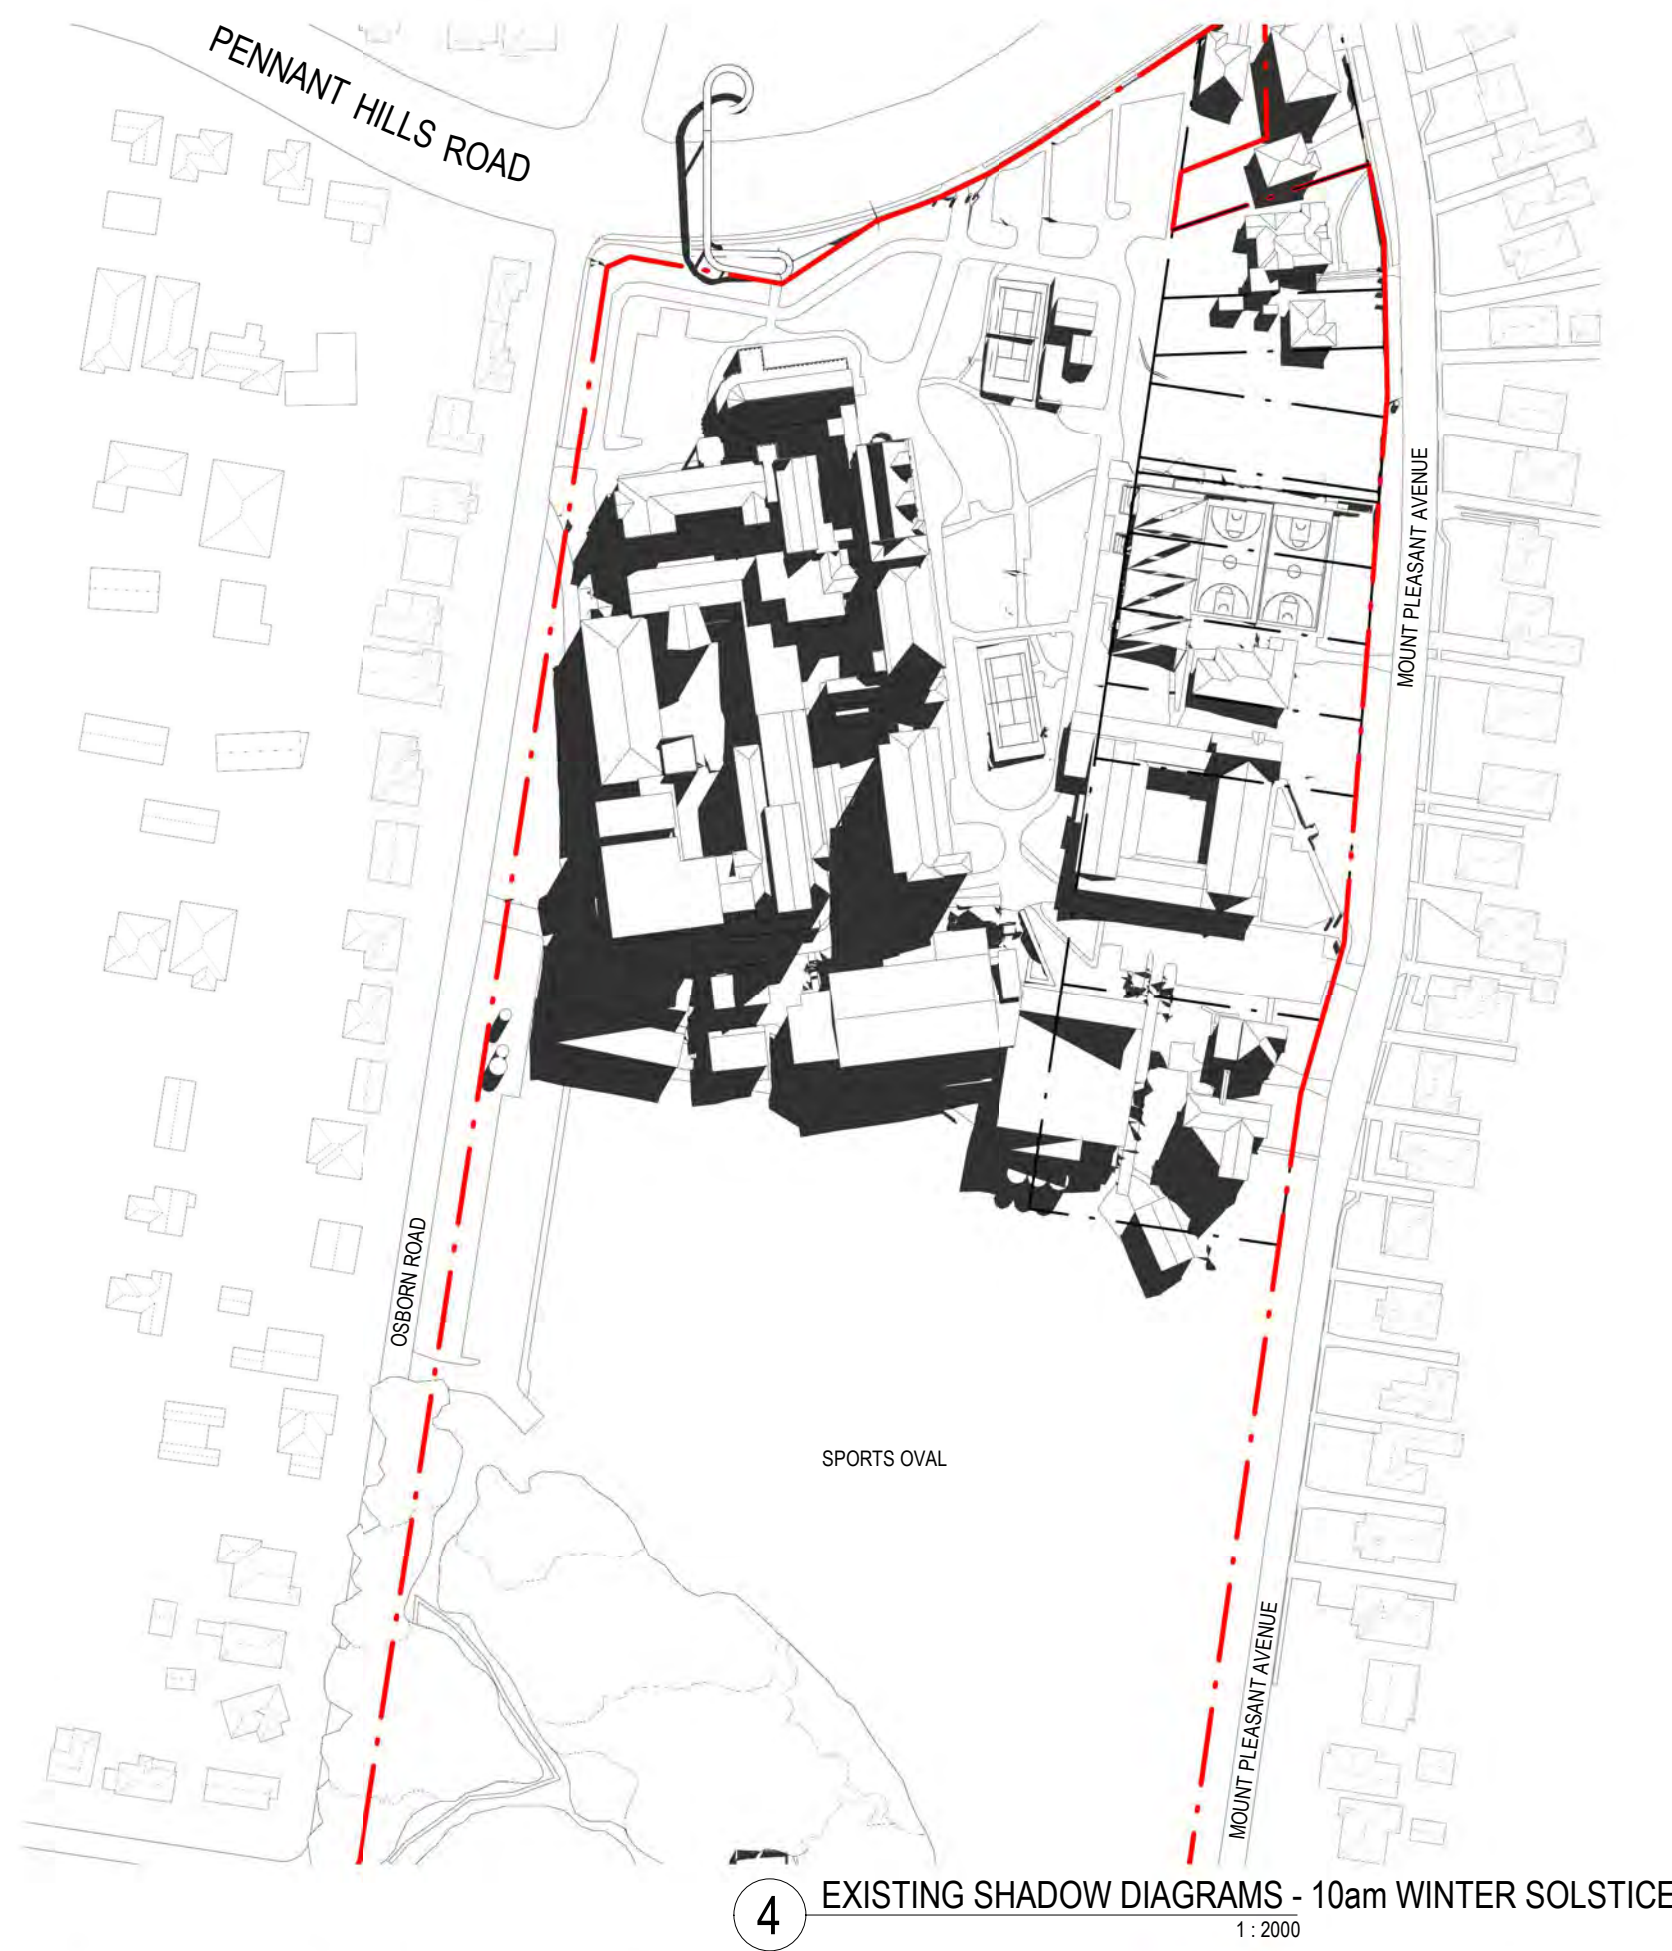 PENNANT HILLS ROAD
MOUNT PLEASANT AVENUE
OSBORN ROAD
SPORTS OVAL
MOUNT PLEASANT AVENUE
4
EXISTING SHADOW DIAGRAMS - 10am WINTER SOLSTICE
1 : 2000